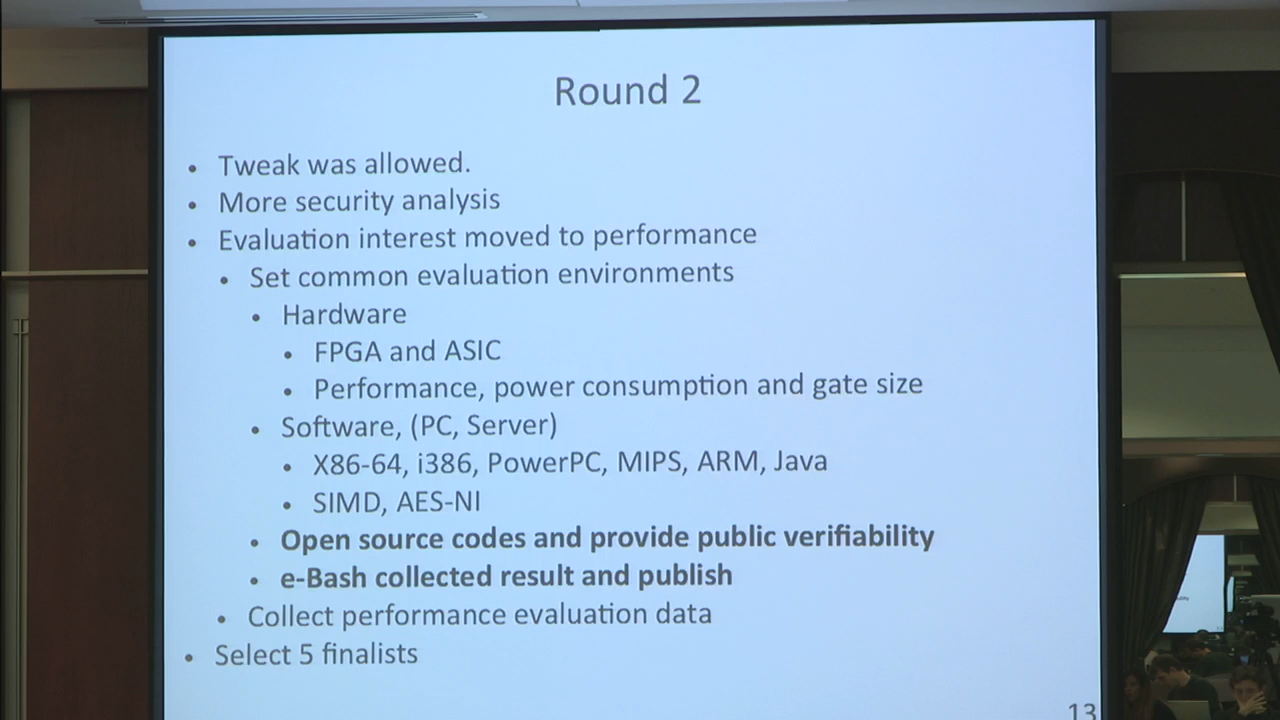 Round 2
• Tweak was allowed.
• More security analysis
• Evaluation interest moved to performance
• Set common evaluation environments
• Hardware
• FPGA and ASIC
• Performance, power consumption and gate size
• Software, (PC, Server)
• X86-64, i386, PowerPC, MIPS, ARM, Java
• SIMD, AES-NI
• Open source codes and provide public verifiability
• e-Bash collected result and publish
• Collect performance evaluation data
• Select 5 finalists
13